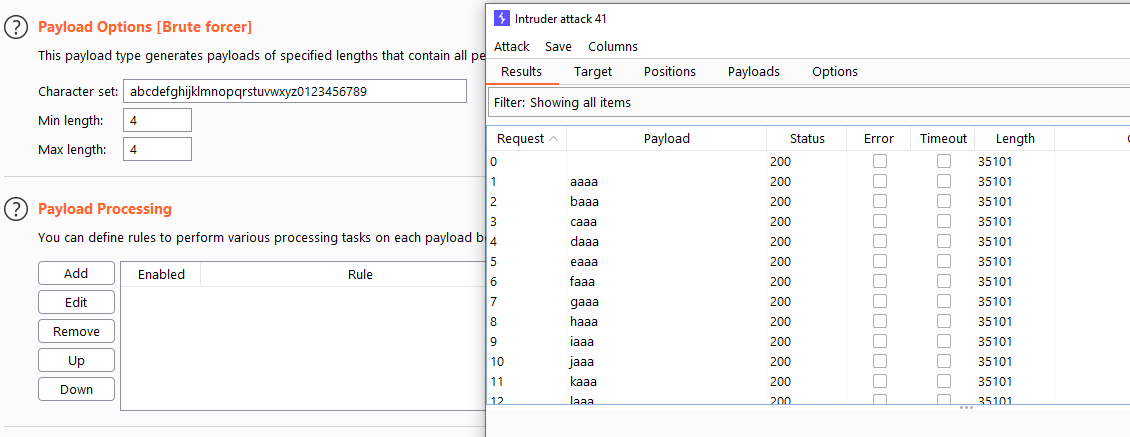 ? Payload Options [Brute forcer]
This payload type generates payloads of specified lengths that contain all pe
Character set: abcdefghijklmnopqrstuvwxyz0123456789
Min length: 4
Max length: 4
? Payload Processing
You can define rules to perform various processing tasks on each payload b
Add
Edit
Remove
Up
Down
Enabled Rule
Intruder attack 41
Attack Save Columns
Results Target Positions Payloads Options
Filter: Showing all items
Request Payload Status Error Timeout Length
0 200 35101
1 aaaa 200 35101
2 baaa 200 35101
3 caaa 200 35101
4 daaa 200 35101
5 eaaa 200 35101
6 faaa 200 35101
7 gaaa 200 35101
8 haaa 200 35101
9 iaaa 200 35101
10 jaaa 200 35101
11 kaaa 200 35101
12 laaa 200 35101